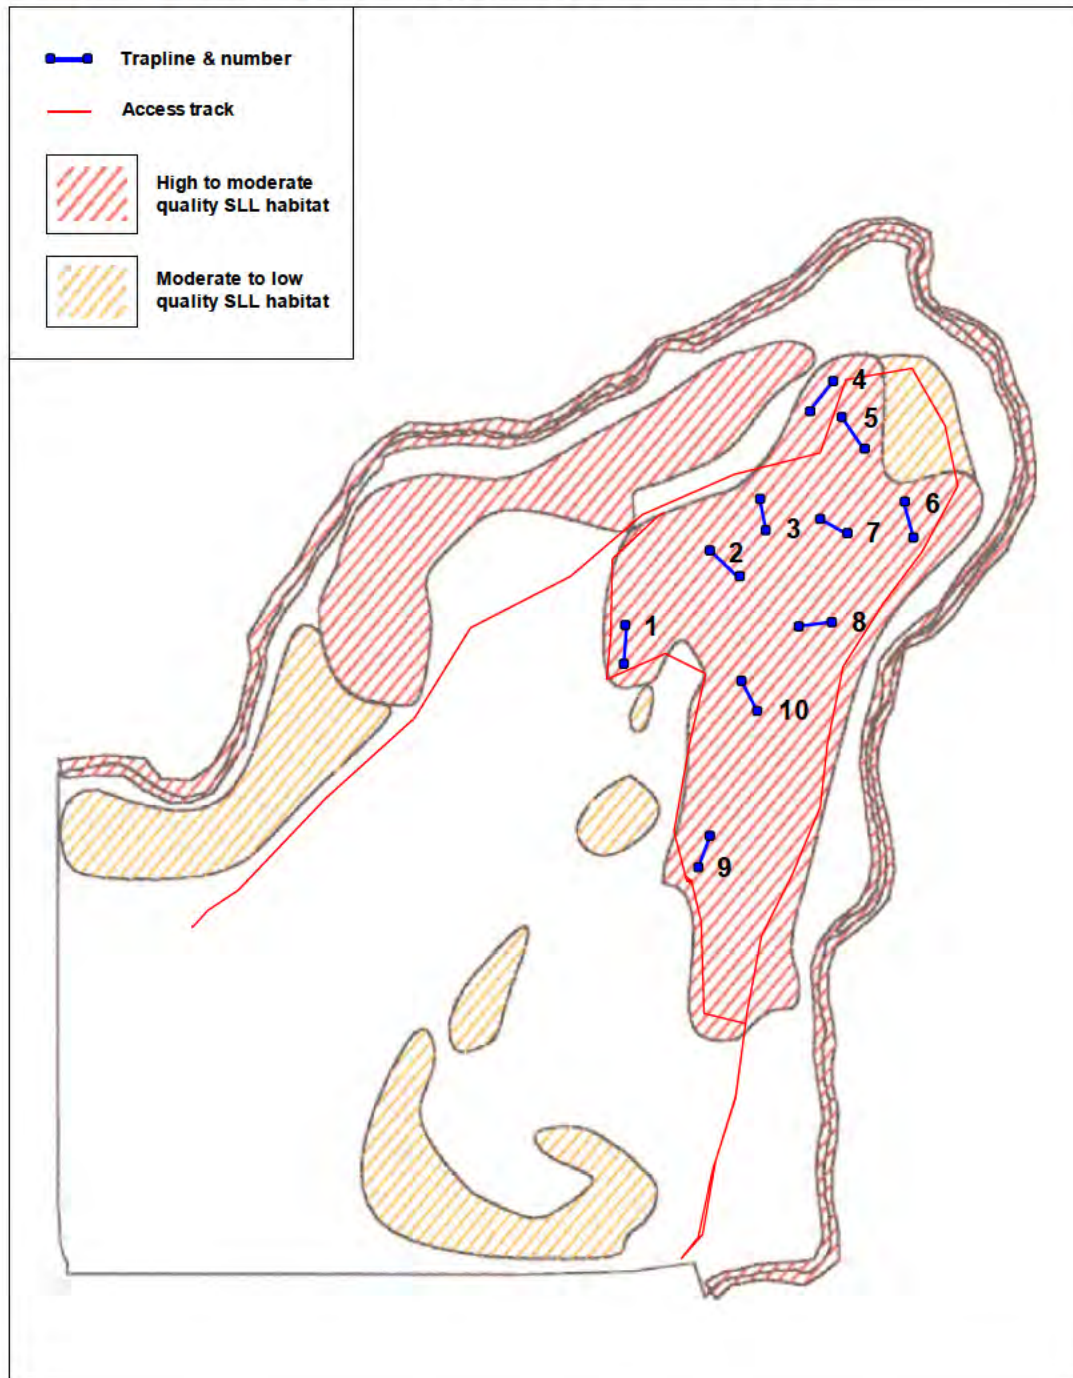 Trapline & number
Access track
High to moderate
quality SLL habitat
Moderate to low
quality SLL habitat
4
5
6
3
7
2
1
8
10
9